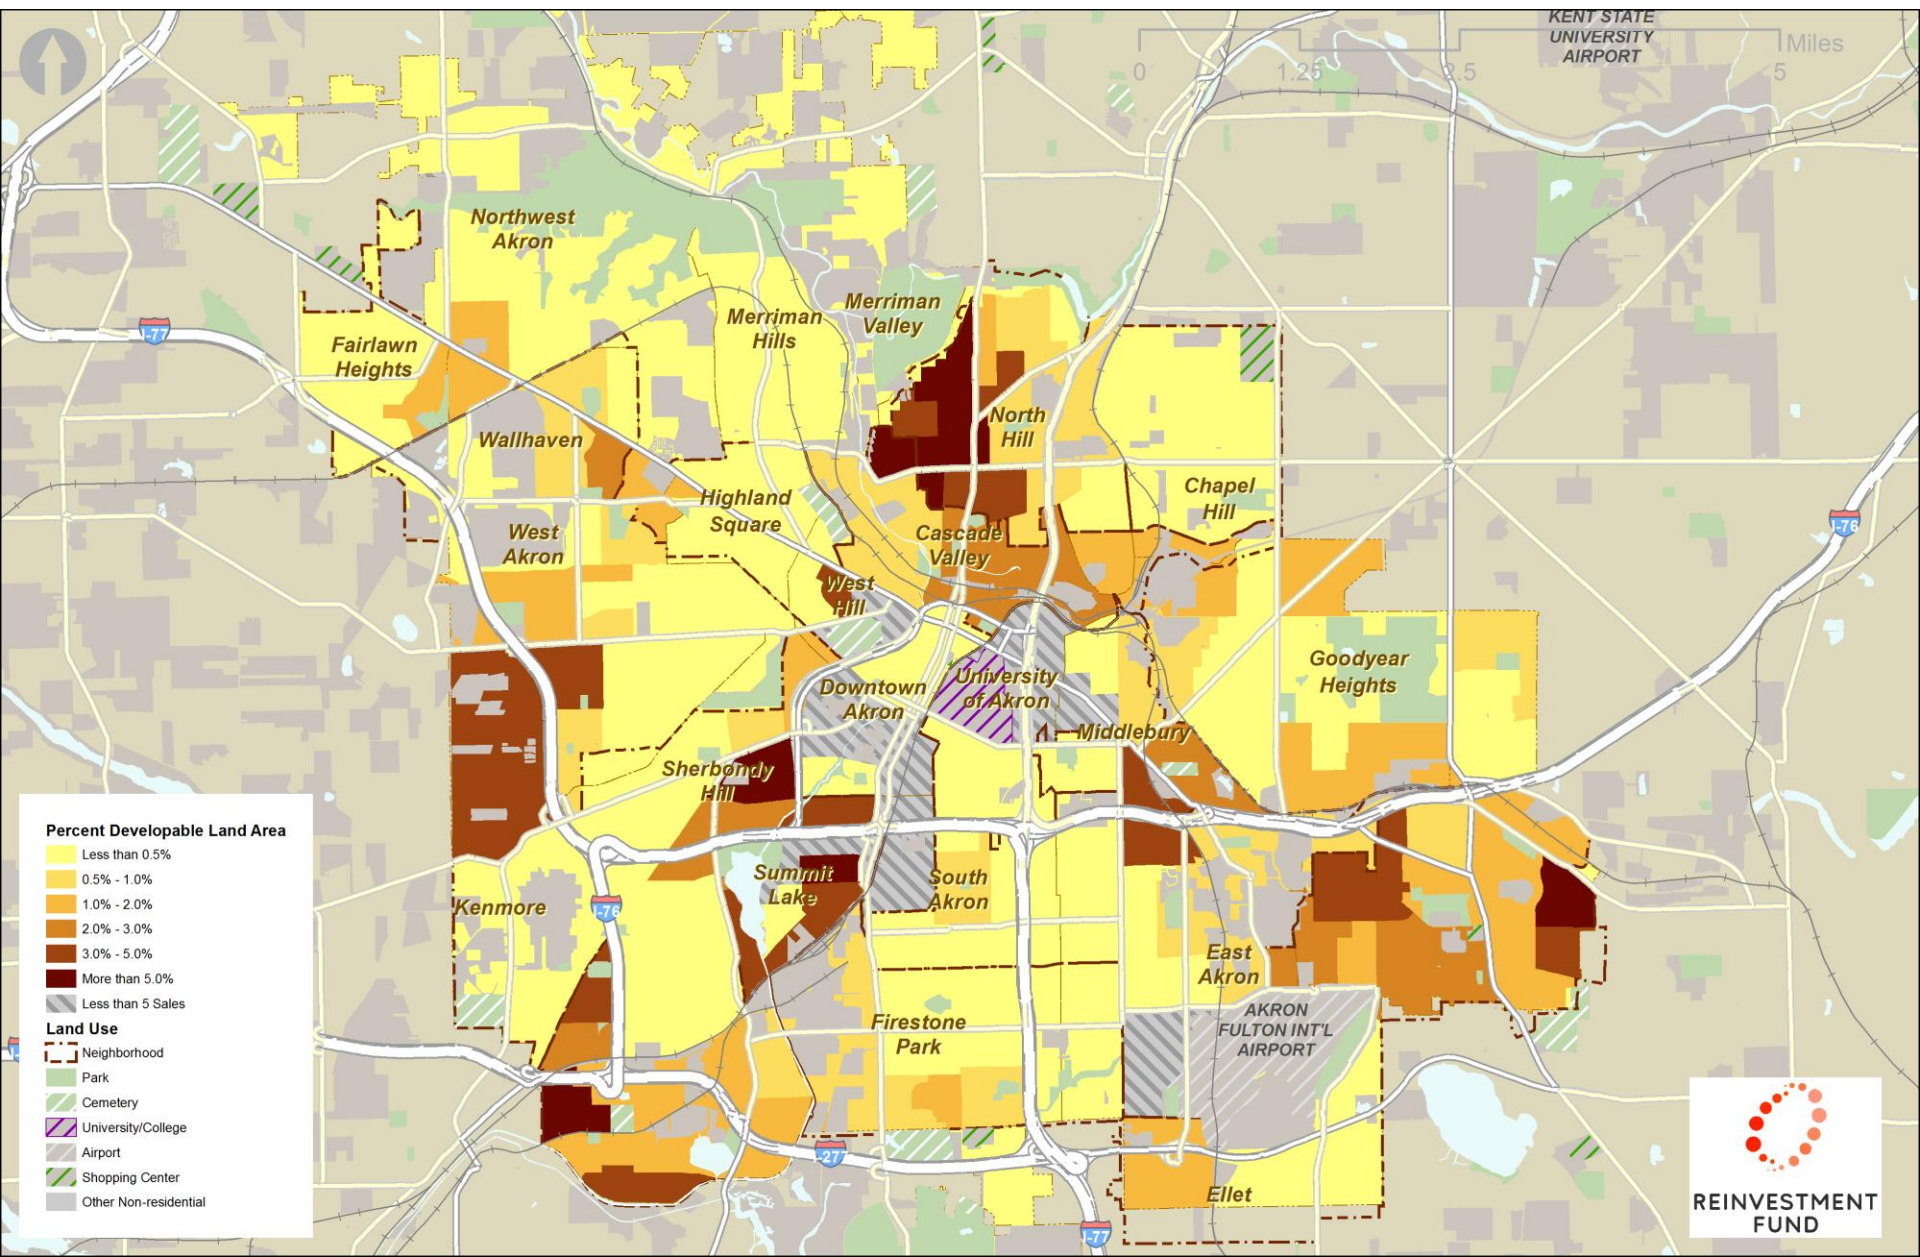 KENT STATE
UNIVERSITY
AIRPORT
Miles
0
1.25
2.5
5
Northwest
Akron
Merriman
Hills
Merriman
Valley
I-77
Fairlawn
Heights
North
Hill
Wallhaven
Highland
Square
Chapel
Hill
West
Akron
Cascade
Valley
I-76
West
Hill
Goodyear
Heights
Downtown
Akron
University
of Akron
Middlebury
Sherbondy
Hill
Summit
Lake
South
Akron
Kenmore
I-76
East
Akron
Firestone
Park
AKRON
FULTON INT'L
AIRPORT
I-277
Ellet
I-77
Percent Developable Land Area
Less than 0.5%
0.5% - 1.0%
1.0% - 2.0%
2.0% - 3.0%
3.0% - 5.0%
More than 5.0%
Less than 5 Sales
Land Use
Neighborhood
Park
Cemetery
University/College
Airport
Shopping Center
Other Non-residential
REINVESTMENT
FUND